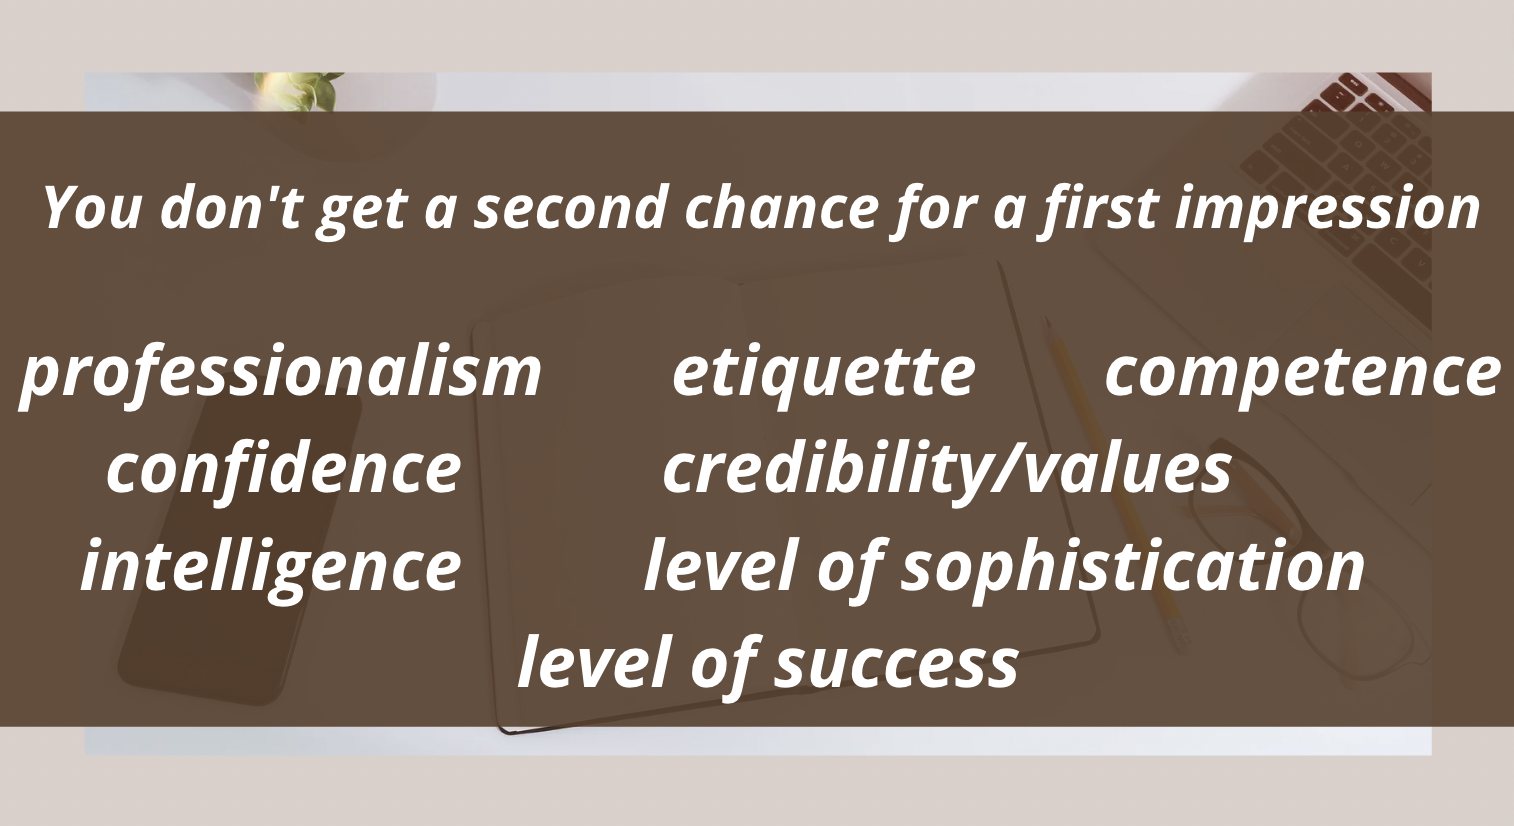 You don't get a second chance for a first impression
professionalism etiquette competence
confidence credibility/values
intelligence level of sophistication
level of success